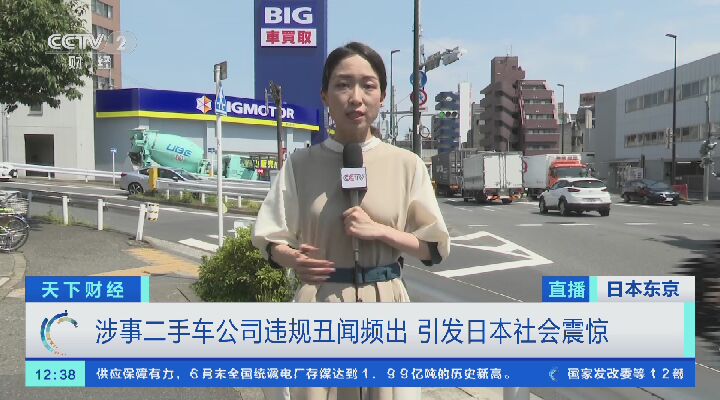 CCTV 2
财经
BIG
車買取
BIGMOTOR
CCTV
天下财经
直播 日本东京
涉事二手车公司违规丑闻频出 引发日本社会震惊
12:38 供应保障有力，6月末全国统调电厂存煤达到1.99亿吨的历史新高。 国家发改委等12部